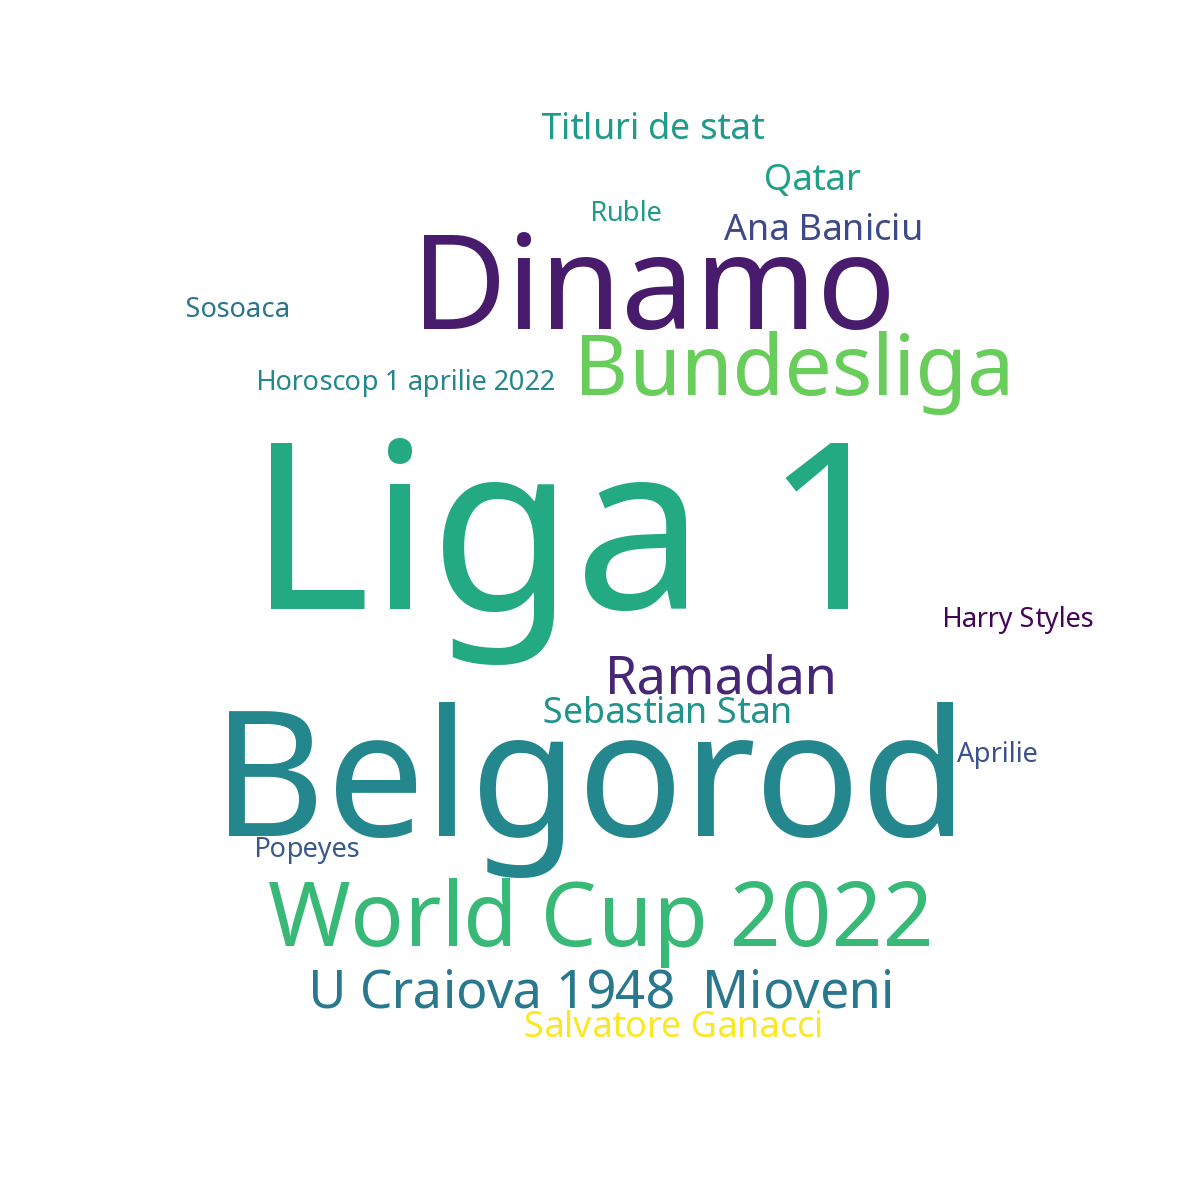 Titluri de stat
Qatar
Ruble
Ana Baniciu
Dinamo
Sosoaca
Bundesliga
Horoscop 1 aprilie 2022
Liga 1
Harry Styles
Ramadan
Sebastian Stan
Belgorod
Aprilie
Popeyes
World Cup 2022
U Craiova 1948  Mioveni
Salvatore Ganacci